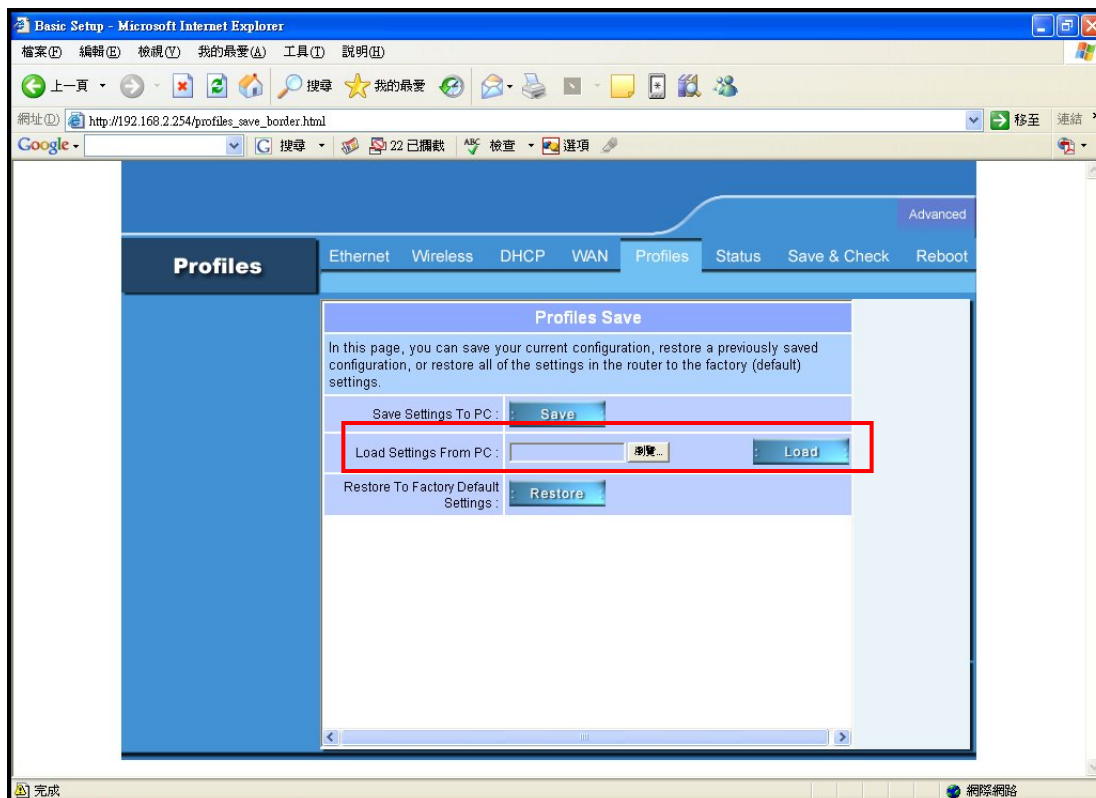 Basic Setup - Microsoft Internet Explorer
檔案(F) 編輯(E) 檢視(V) 我的最愛(A) 工具(T) 說明(H)
上一頁 搜尋 我的最愛
網址(D) http://192.168.2.254/profiles_save_border.html 移至 連結
Google 搜尋 22 已攔截 ABC 檢查 選項
Advanced
Profiles
Ethernet Wireless DHCP WAN Profiles Status Save & Check Reboot
Profiles Save
In this page, you can save your current configuration, restore a previously saved
configuration, or restore all of the settings in the router to the factory (default)
settings.
Save Settings To PC : Save
Load Settings From PC : 瀏覽... Load
Restore To Factory Default
Settings : Restore
完成 網際網路